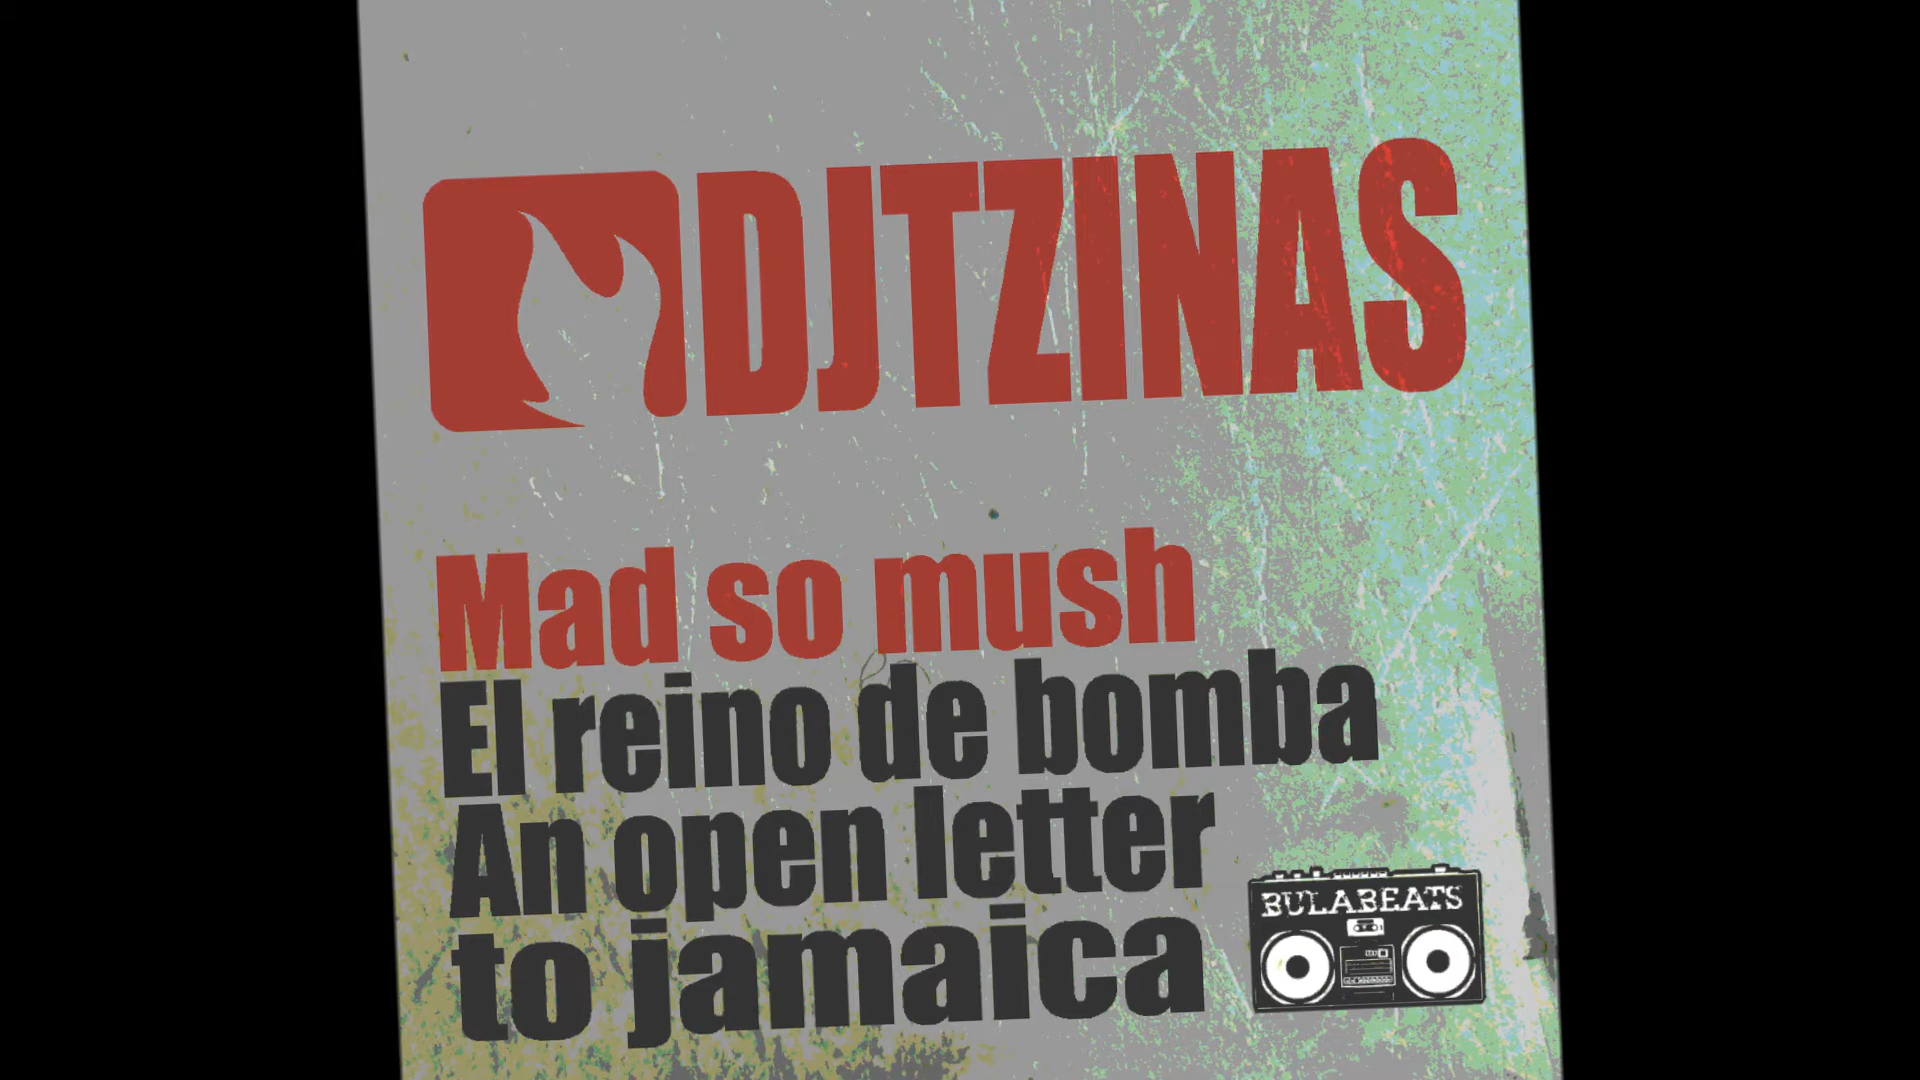 DJTZINAS
Mad so mush
El reino de bomba
An open letter
to jamaica
BULABEATS